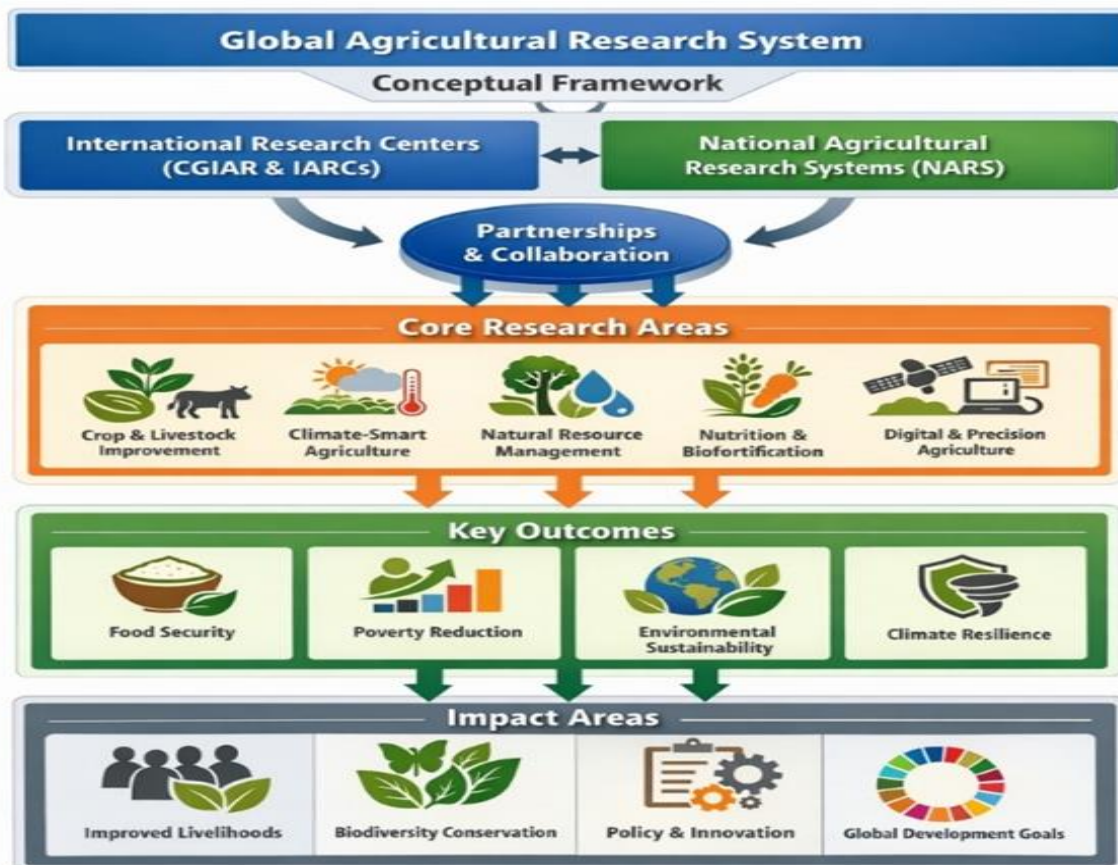 Global Agricultural Research System
Conceptual Framework
International Research Centers
(CGIAR & IARCs)
National Agricultural
Research Systems (NARS)
Partnerships
& Collaboration
Core Research Areas
Crop & Livestock
Improvement
Climate-Smart
Agriculture
Natural Resource
Management
Nutrition &
Biofortification
Digital & Precision
Agriculture
Key Outcomes
Food Security
Poverty Reduction
Environmental
Sustainability
Climate Resilience
Impact Areas
Improved Livelihoods
Biodiversity Conservation
Policy & Innovation
Global Development Goals